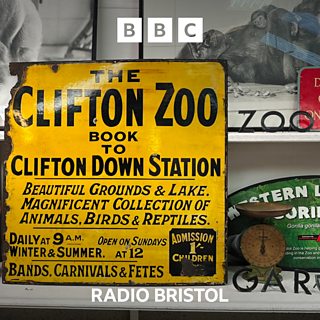 BBC
THE
CLIFTON ZOO
BOOK
TO
CLIFTON DOWN STATION
BEAUTIFUL GROUNDS & LAKE.
MAGNIFICENT COLLECTION OF
ANIMALS, BIRDS & REPTILES.
DAILY AT 9 A.M. OPEN ON SUNDAYS
WINTER & SUMMER. AT 12
ADMISSION
1/-
CHILDREN
BANDS, CARNIVALS & FETES
ZOO
GAR
RADIO BRISTOL